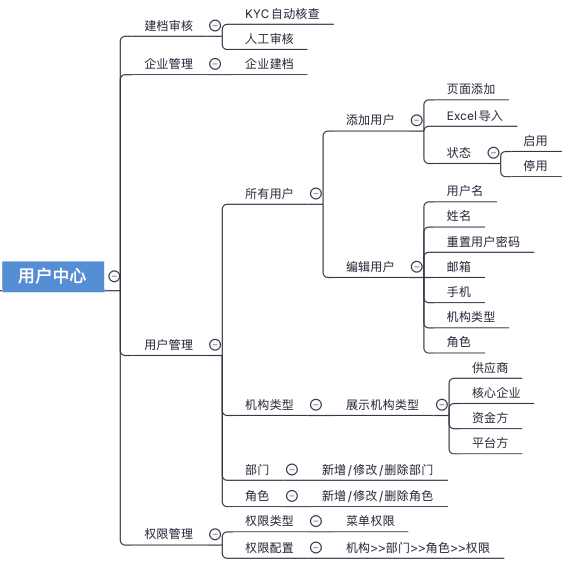 用户中心
建档审核
KYC自动核查
人工审核
企业管理
企业建档
用户管理
所有用户
添加用户
页面添加
Excel导入
状态
启用
停用
编辑用户
用户名
姓名
重置用户密码
邮箱
手机
机构类型
角色
机构类型
展示机构类型
供应商
核心企业
资金方
平台方
部门
新增/修改/删除部门
角色
新增/修改/删除角色
权限管理
权限类型
菜单权限
权限配置
机构>>部门>>角色>>权限